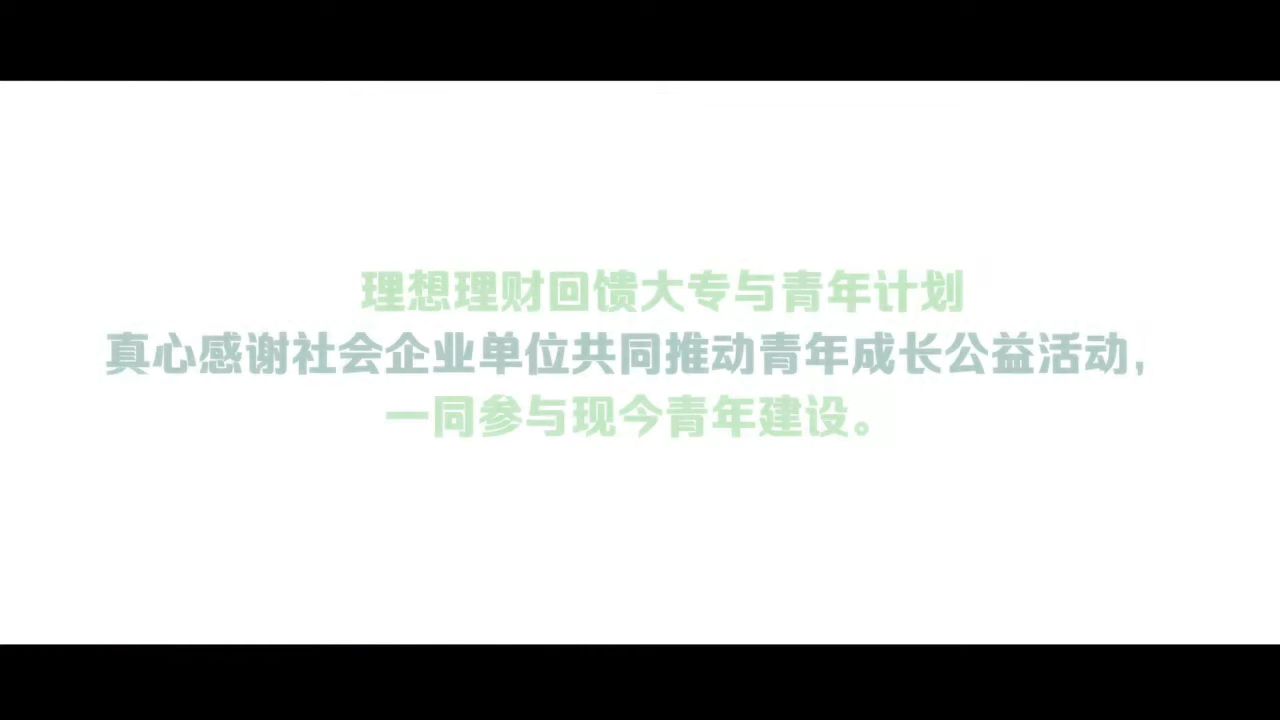 理想理财回馈大专与青年计划
真心感谢社会企业单位共同推动青年成长公益活动，
一同参与现今青年建设。